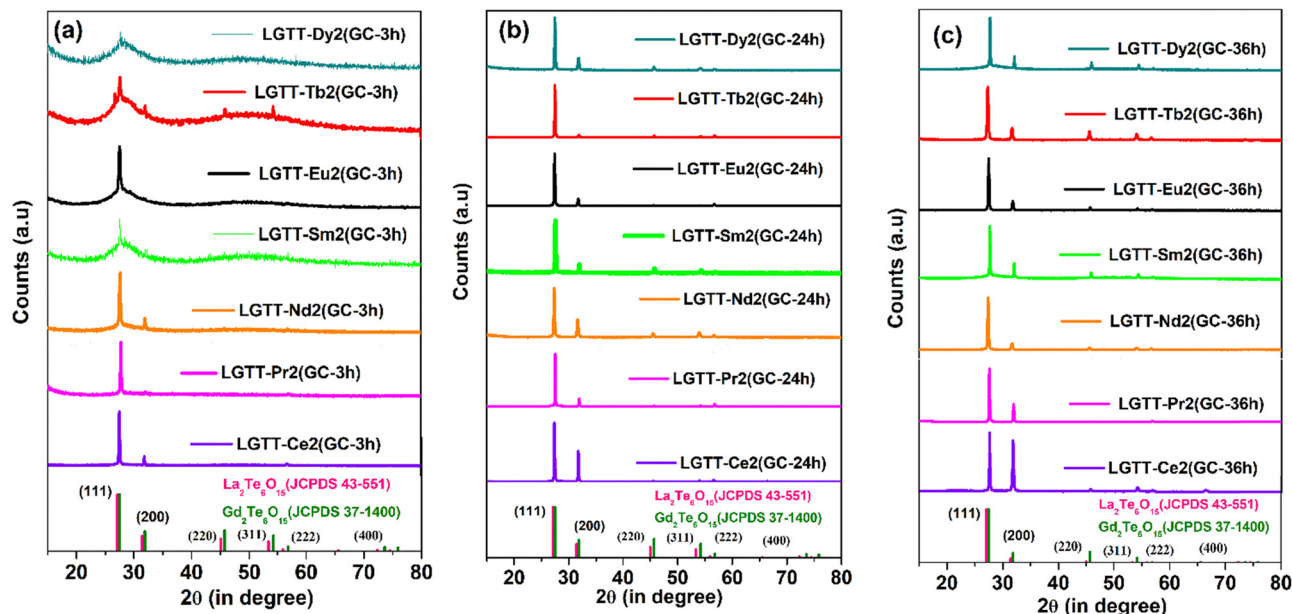 (a)
LGTT-Dy2(GC-3h)
LGTT-Tb2(GC-3h)
LGTT-Eu2(GC-3h)
LGTT-Sm2(GC-3h)
LGTT-Nd2(GC-3h)
LGTT-Pr2(GC-3h)
LGTT-Ce2(GC-3h)
La₂Te₆O₁₅(JCPDS 43-551)
Gd₂Te₆O₁₅(JCPDS 37-1400)
(111)
(200)
(220) (311) (222) (400)
20 30 40 50 60 70 80
2θ (in degree)
Counts (a.u)
(b)
LGTT-Dy2(GC-24h)
LGTT-Tb2(GC-24h)
LGTT-Eu2(GC-24h)
LGTT-Sm2(GC-24h)
LGTT-Nd2(GC-24h)
LGTT-Pr2(GC-24h)
LGTT-Ce2(GC-24h)
La₂Te₆O₁₅(JCPDS 43-551)
Gd₂Te₆O₁₅(JCPDS 37-1400)
(111)
(200)
(220) (311) (222) (400)
20 30 40 50 60 70 80
2θ (in degree)
Counts (a.u)
(c)
LGTT-Dy2(GC-36h)
LGTT-Tb2(GC-36h)
LGTT-Eu2(GC-36h)
LGTT-Sm2(GC-36h)
LGTT-Nd2(GC-36h)
LGTT-Pr2(GC-36h)
LGTT-Ce2(GC-36h)
La₂Te₆O₁₅(JCPDS 43-551)
Gd₂Te₆O₁₅(JCPDS 37-1400)
(111)
(200)
(220) (311) (222) (400)
20 30 40 50 60 70 80
2θ (in degree)
Counts (a.u)